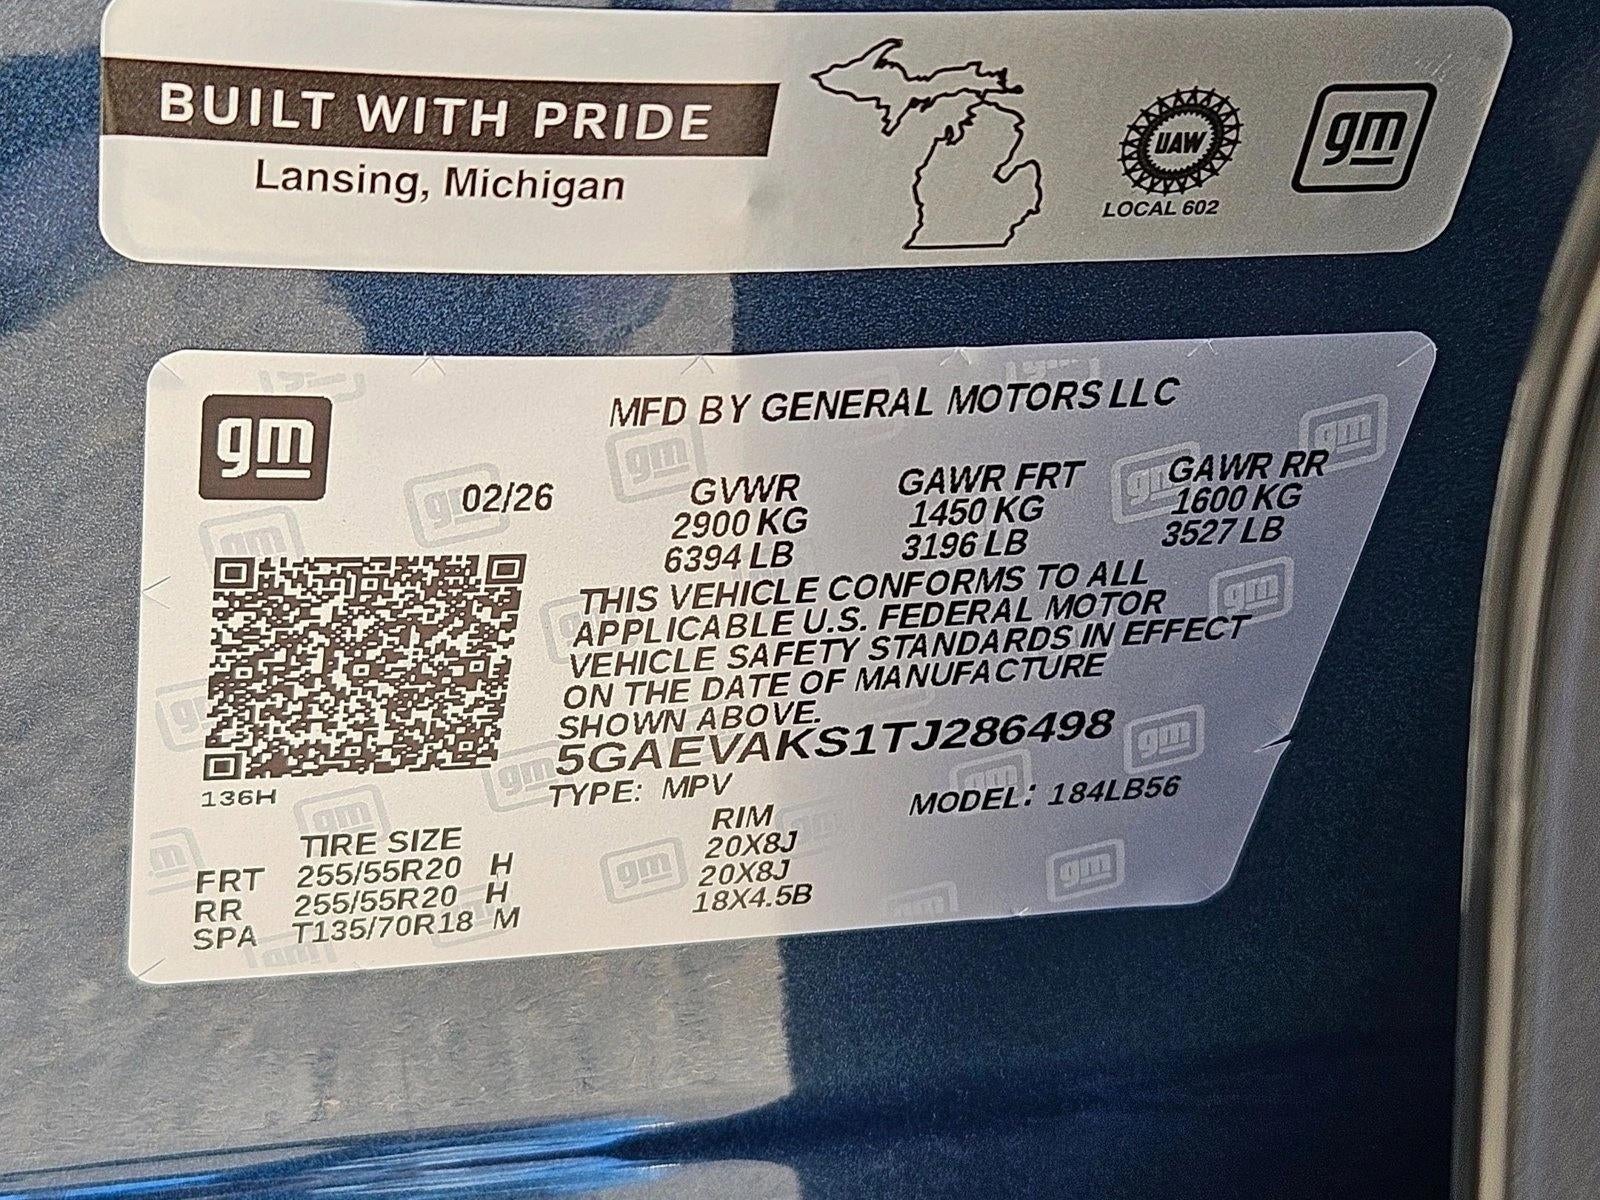 BUILT WITH PRIDE
Lansing, Michigan
UAW
LOCAL 602
gm
gm
MFD BY GENERAL MOTORS LLC
02/26
GVWR GAWR FRT GAWR RR
2900 KG 1450 KG 1600 KG
6394 LB 3196 LB 3527 LB
THIS VEHICLE CONFORMS TO ALL
APPLICABLE U.S. FEDERAL MOTOR
VEHICLE SAFETY STANDARDS IN EFFECT
ON THE DATE OF MANUFACTURE
SHOWN ABOVE.
5GAEVAKS1TJ286498
136H
TYPE: MPV MODEL: 184LB56
TIRE SIZE RIM
FRT 255/55R20 H 20X8J
RR 255/55R20 H 20X8J
SPA T135/70R18 M 18X4.5B